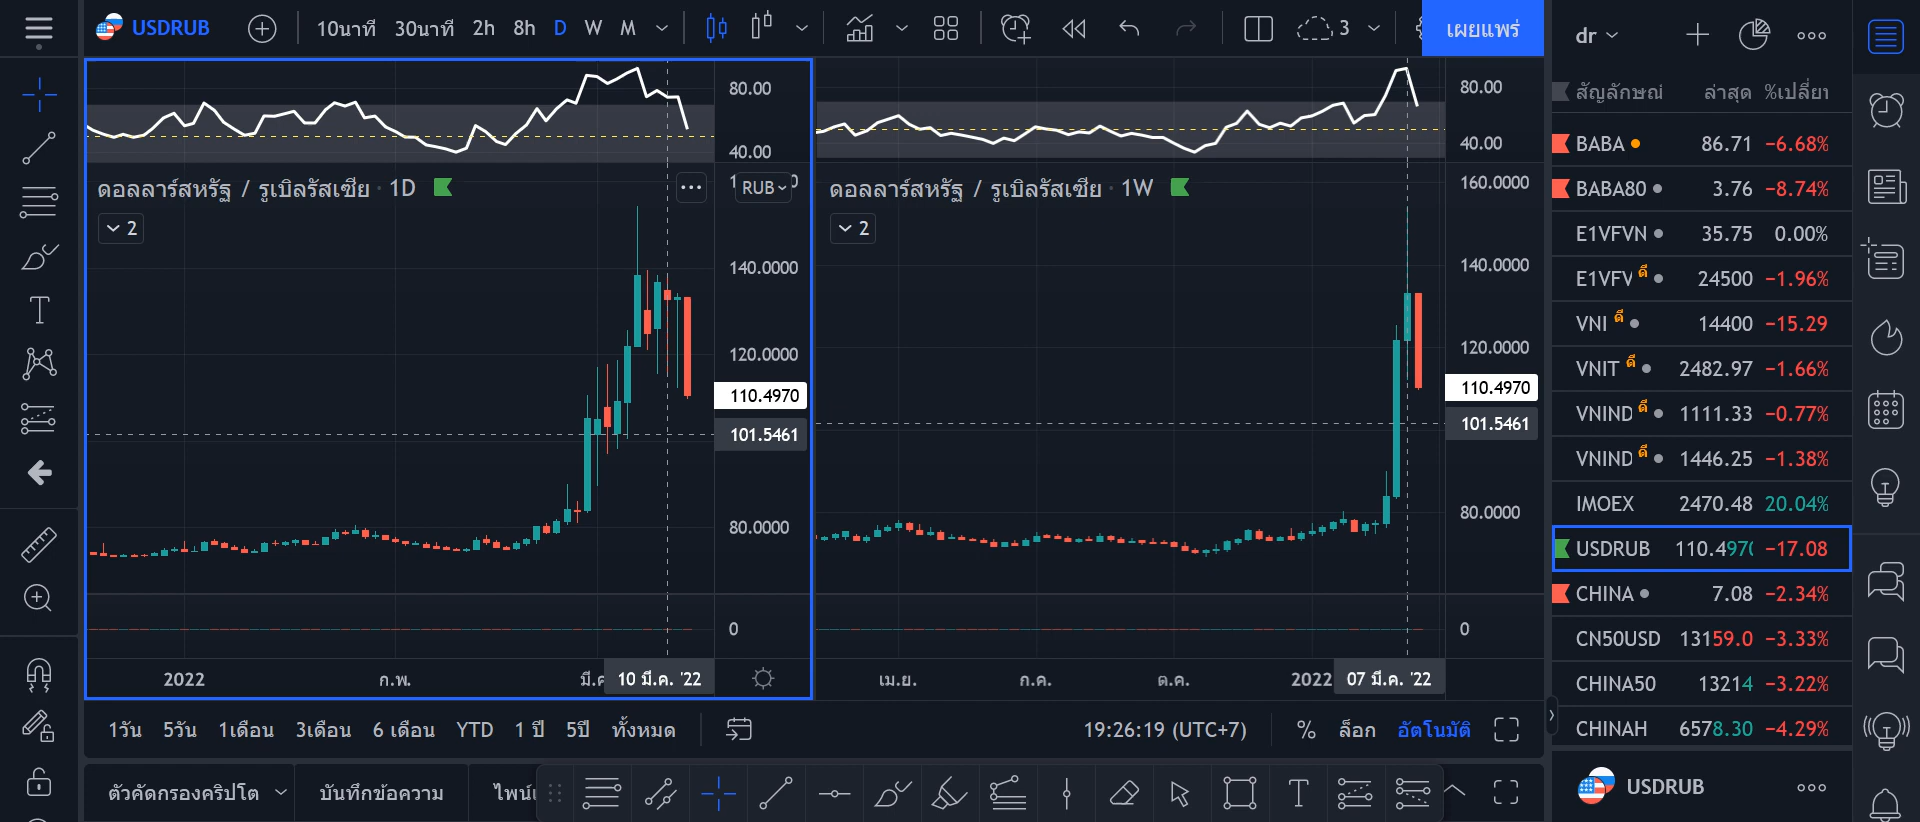 USDRUB 10นาที 30นาที 2h 8h D W M 3 เผยแพร่
80.00
40.00
ดอลลาร์สหรัฐ / รูเบิลรัสเซีย · 1D
RUB
2
140.0000
120.0000
110.4970
101.5461
80.0000
0
2022 ก.พ. 10 มี.ค. '22
80.00
40.00
ดอลลาร์สหรัฐ / รูเบิลรัสเซีย · 1W
160.0000
2
140.0000
120.0000
110.4970
101.5461
80.0000
0
เม.ย. ก.ค. ต.ค. 2022 07 มี.ค. '22
1วัน 5วัน 1เดือน 3เดือน 6 เดือน YTD 1 ปี 5ปี ทั้งหมด 19:26:19 (UTC+7) % ล็อก อัตโนมัติ
ตัวคัดกรองคริปโต บันทึกข้อความ
dr
สัญลักษณ์ ล่าสุด
BABA 86.71 −6.68%
BABA80 3.76 −8.74%
E1VFVN 35.75 0.00%
E1VFV ดี 24500 −1.96%
VNI ดี 14400 −15.29
VNIT ดี 2482.97 −1.66%
VNIND ดี 1111.33 −0.77%
VNIND ดี 1446.25 −1.38%
IMOEX 2470.48 20.04%
USDRUB 110.4970 −17.08
CHINA 7.08 −2.34%
CN50USD 13159.0 −3.33%
CHINA50 13214 −3.22%
CHINAH 6578.30 −4.29%
USDRUB